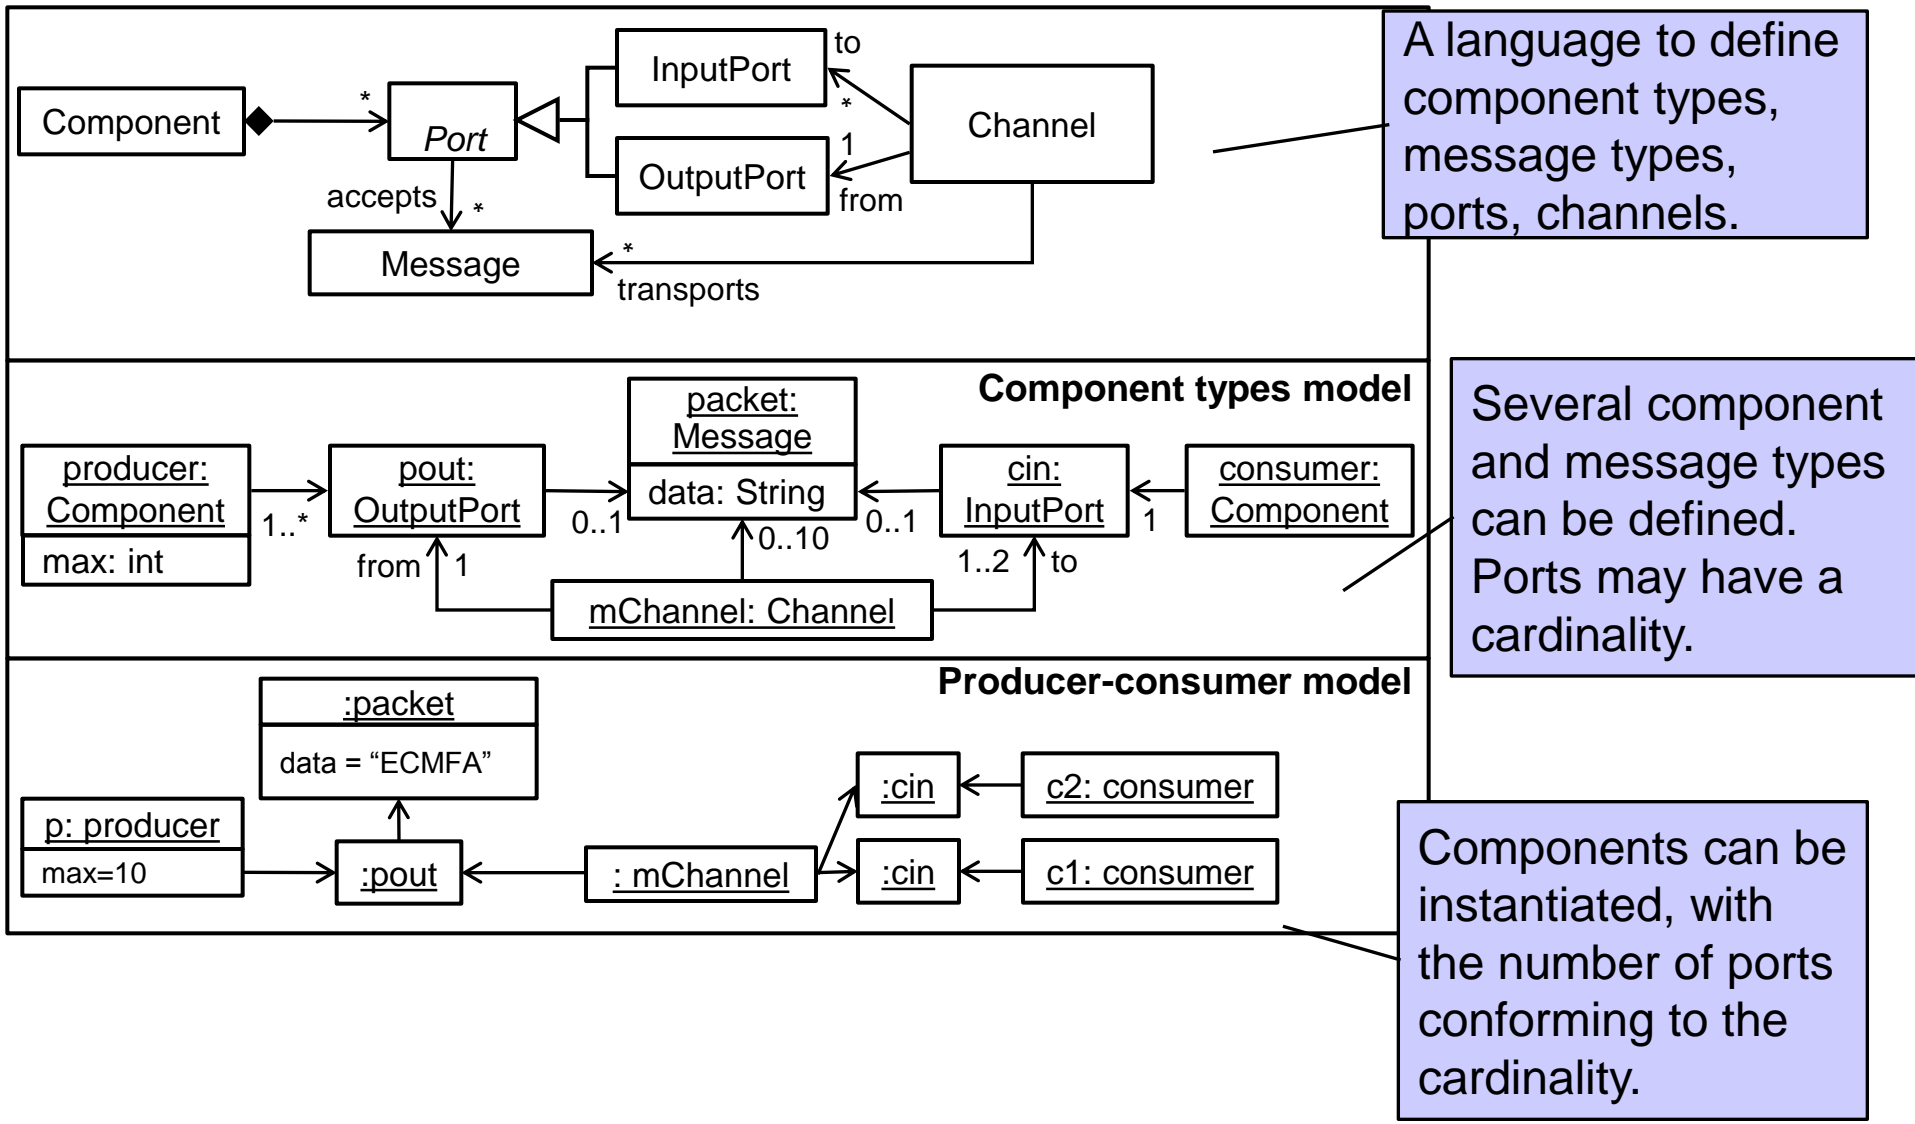 to
InputPort
Component
*
Port
*
Channel
1
OutputPort
from
accepts
*
Message
*
transports
A language to define
component types,
message types,
ports, channels.
Component types model
packet:
Message
data: String
producer:
Component
max: int
1..*
pout:
OutputPort
0..1
0..10
0..1
cin:
InputPort
1
consumer:
Component
from
1
1..2
to
mChannel: Channel
Several component
and message types
can be defined.
Ports may have a
cardinality.
Producer-consumer model
:packet
data = “ECMFA”
:cin
c2: consumer
p: producer
max=10
:pout
: mChannel
:cin
c1: consumer
Components can be
instantiated, with
the number of ports
conforming to the
cardinality.